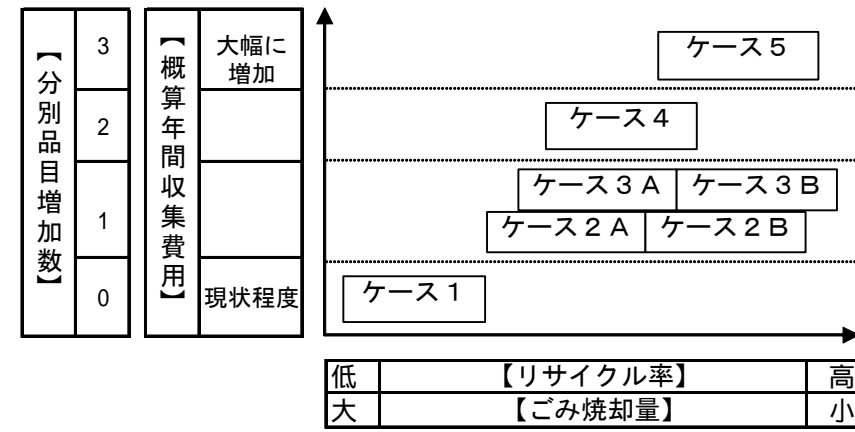 【分別品目増加数】
3
2
1
0
【概算年間収集費用】
大幅に
増加
現状程度
ケース5
ケース4
ケース3A
ケース3B
ケース2A
ケース2B
ケース1
低 【リサイクル率】 高
大 【ごみ焼却量】 小